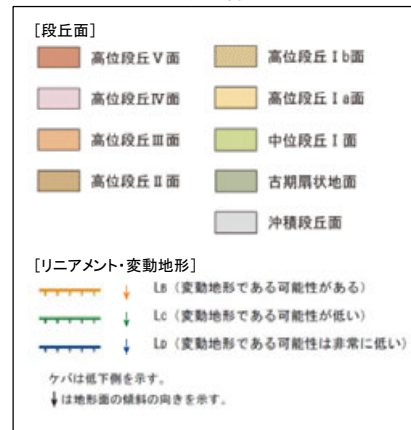 [段丘面]
高位段丘Ⅴ面
高位段丘Ⅰb面
高位段丘Ⅳ面
高位段丘Ⅰa面
高位段丘Ⅲ面
中位段丘Ⅰ面
高位段丘Ⅱ面
古期扇状地面
沖積段丘面
[リニアメント・変動地形]
LB (変動地形である可能性がある)
LC (変動地形である可能性が低い)
LD (変動地形である可能性は非常に低い)
ケバは低下側を示す。
↓は地形面の傾斜の向きを示す。